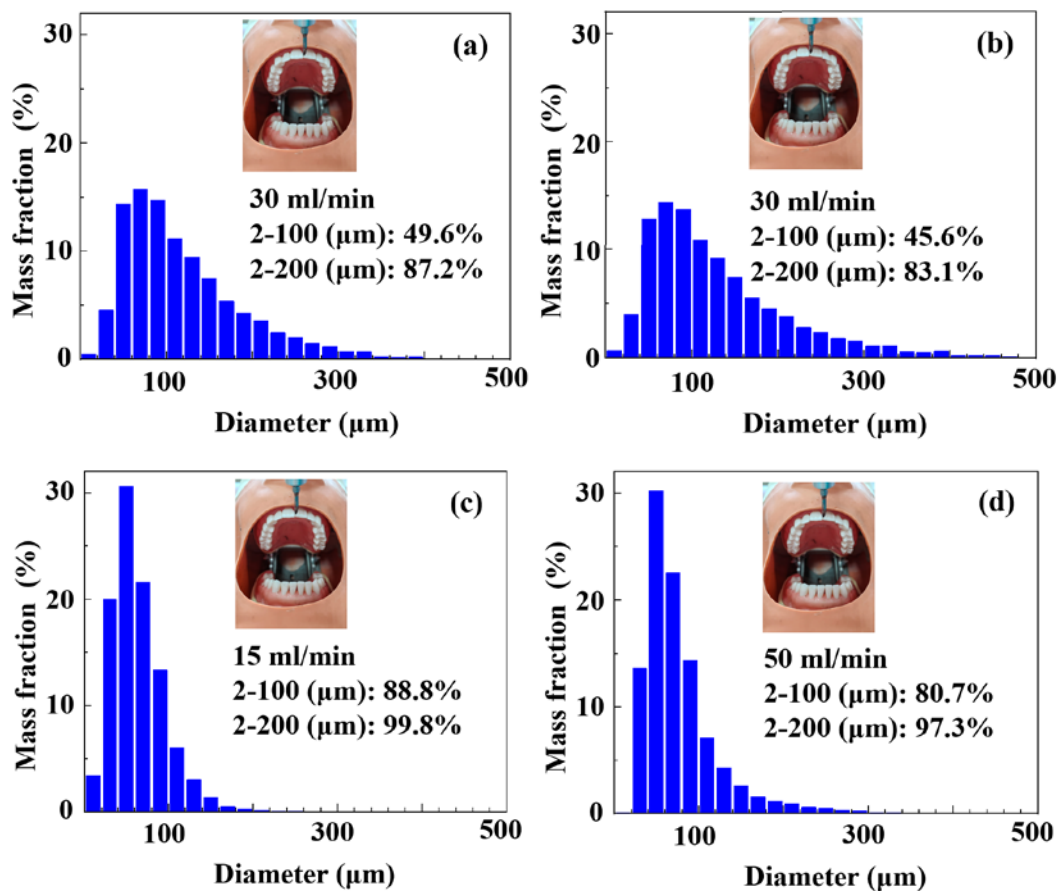 (a)
Mass fraction (%)
30
20
10
0
30 ml/min
2-100 (μm): 49.6%
2-200 (μm): 87.2%
100
300
500
Diameter (μm)
(b)
Mass fraction (%)
30
20
10
0
30 ml/min
2-100 (μm): 45.6%
2-200 (μm): 83.1%
100
300
500
Diameter (μm)
(c)
Mass fraction (%)
30
20
10
0
15 ml/min
2-100 (μm): 88.8%
2-200 (μm): 99.8%
100
300
500
Diameter (μm)
(d)
Mass fraction (%)
30
20
10
0
50 ml/min
2-100 (μm): 80.7%
2-200 (μm): 97.3%
100
300
500
Diameter (μm)